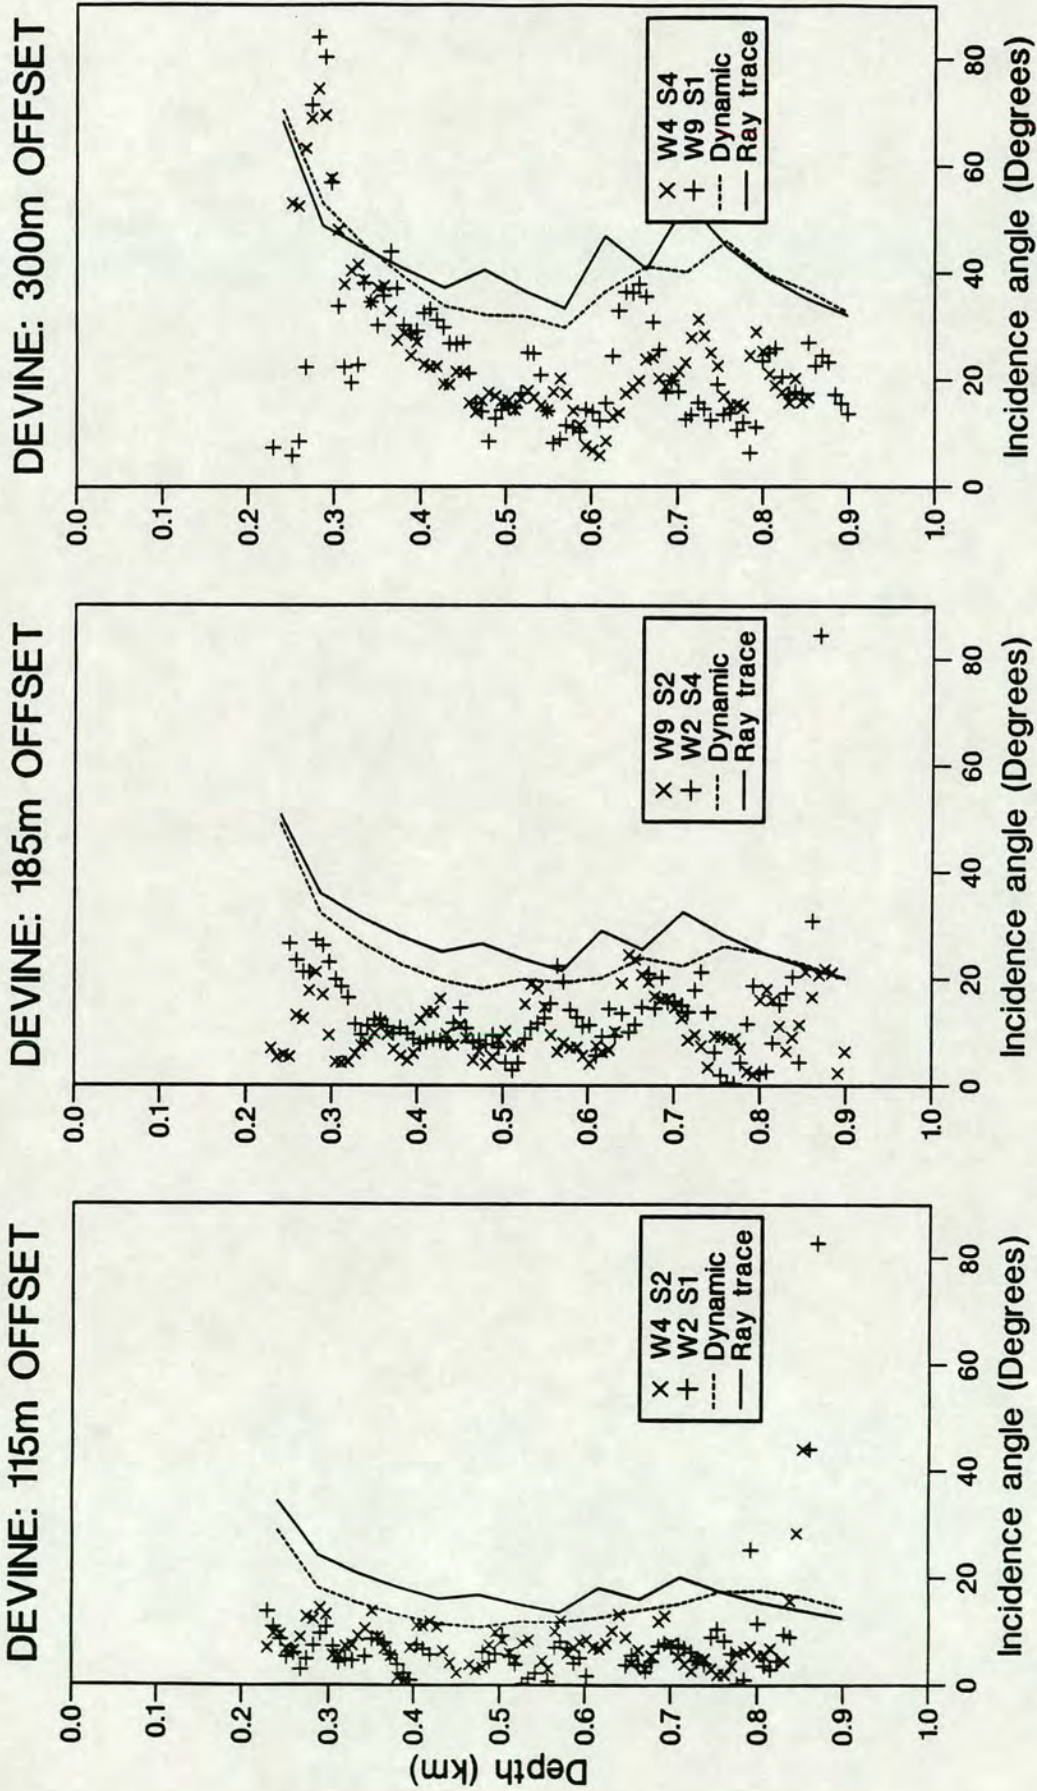 DEVINE: 115m OFFSET
Depth (km)
0.0
0.1
0.2
0.3
0.4
0.5
0.6
0.7
0.8
0.9
1.0
W4 S2
W2 S1
Dynamic
Ray trace
0 20 40 60 80
Incidence angle (Degrees)
DEVINE: 185m OFFSET
0.0
0.1
0.2
0.3
0.4
0.5
0.6
0.7
0.8
0.9
1.0
W9 S2
W2 S4
Dynamic
Ray trace
0 20 40 60 80
Incidence angle (Degrees)
DEVINE: 300m OFFSET
0.0
0.1
0.2
0.3
0.4
0.5
0.6
0.7
0.8
0.9
1.0
W4 S4
W9 S1
Dynamic
Ray trace
0 20 40 60 80
Incidence angle (Degrees)